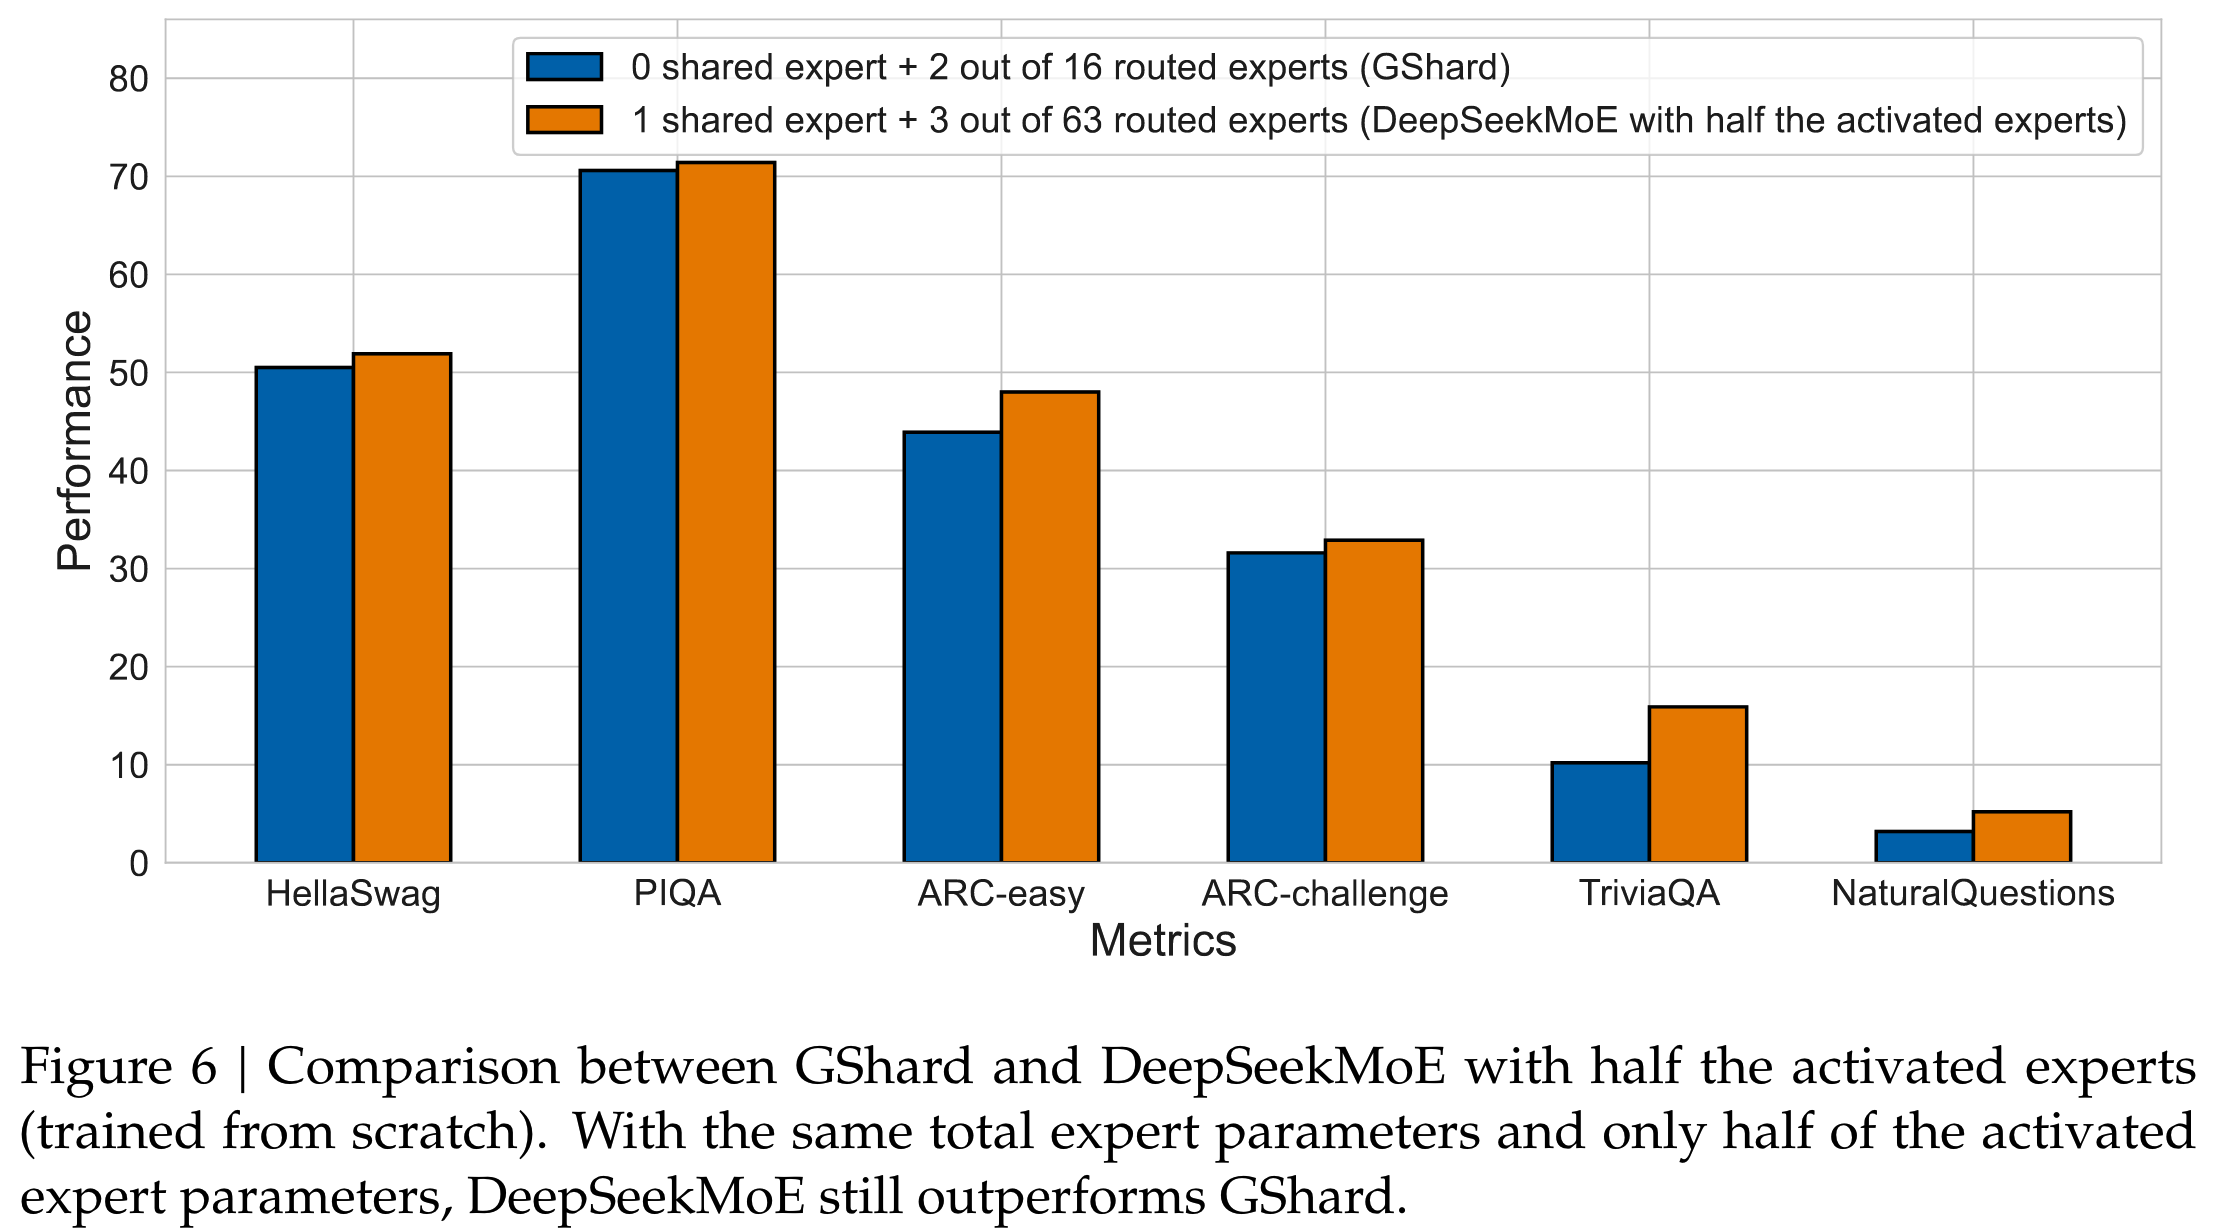 0 shared expert + 2 out of 16 routed experts (GShard)
1 shared expert + 3 out of 63 routed experts (DeepSeekMoE with half the activated experts)
Performance
80
70
60
50
40
30
20
10
0
HellaSwag
PIQA
ARC-easy
ARC-challenge
TriviaQA
NaturalQuestions
Metrics
Figure 6 | Comparison between GShard and DeepSeekMoE with half the activated experts
(trained from scratch). With the same total expert parameters and only half of the activated
expert parameters, DeepSeekMoE still outperforms GShard.